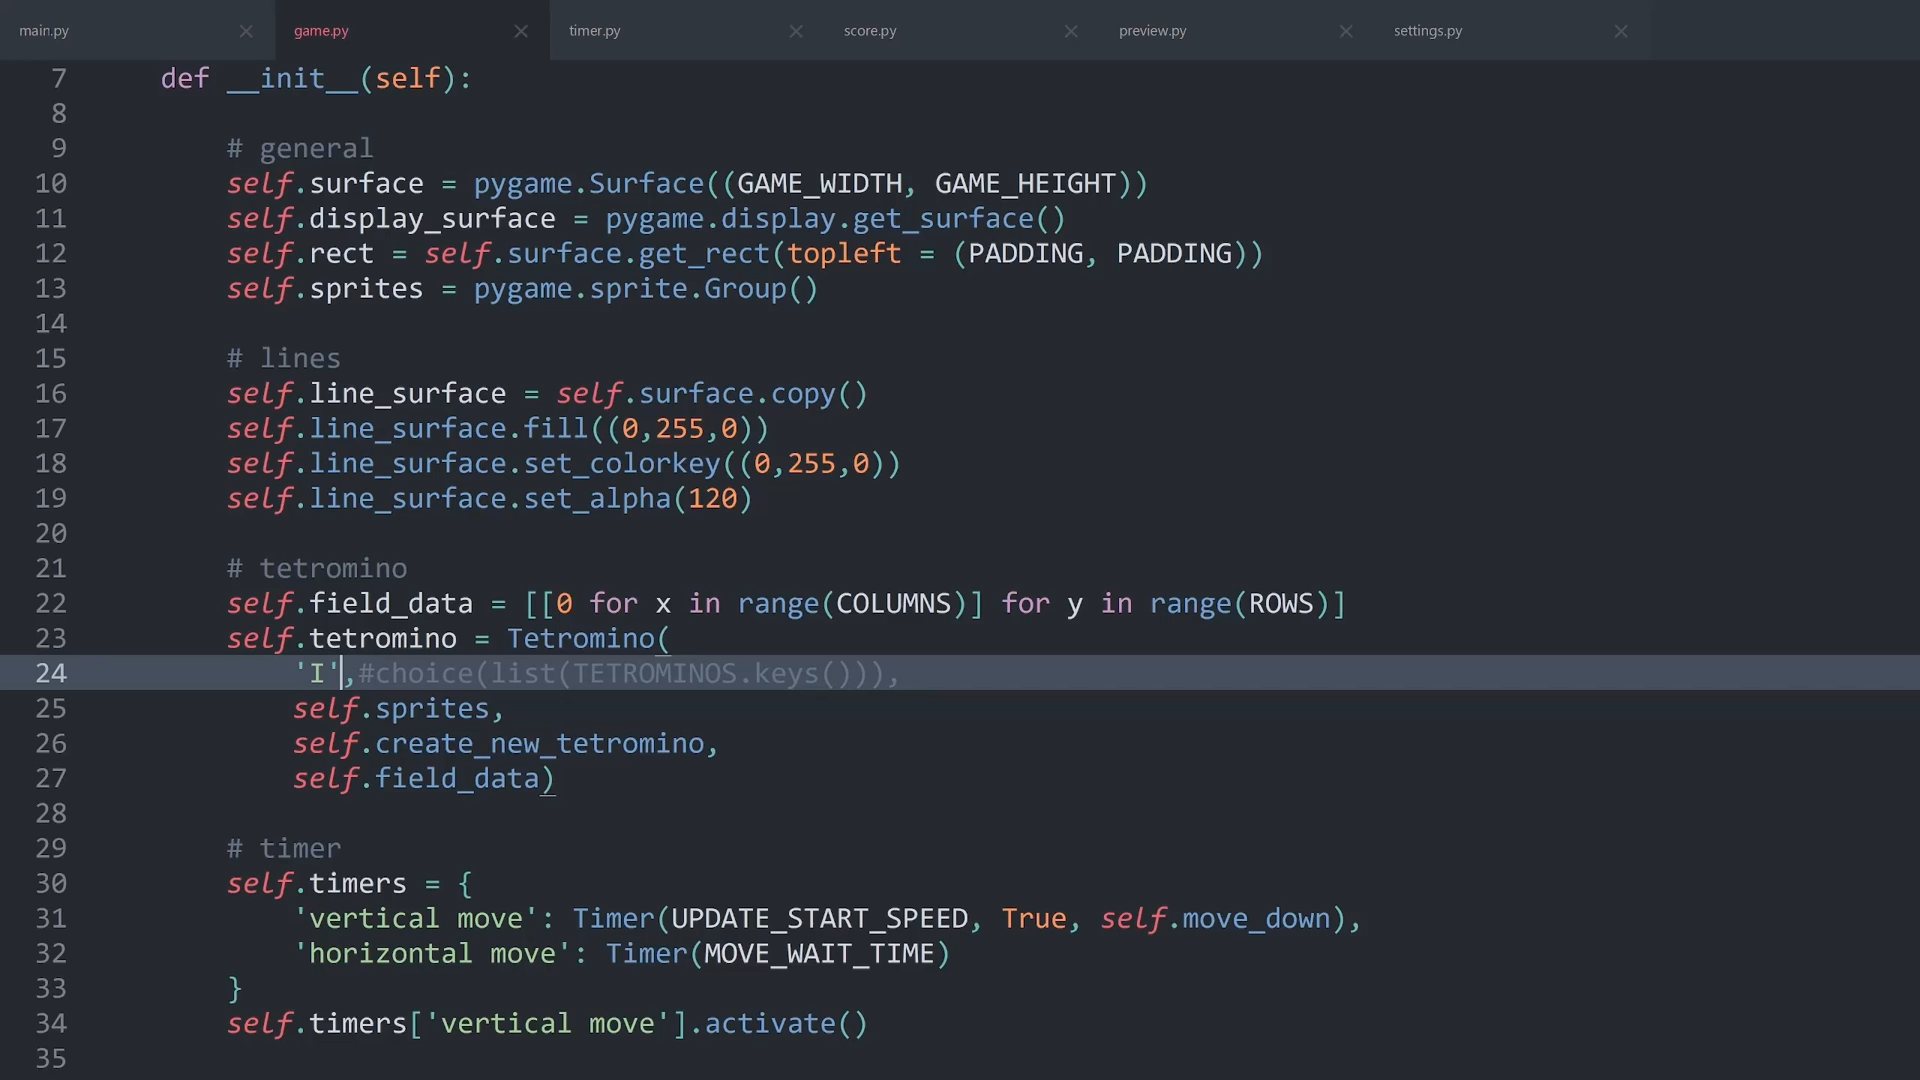 main.py
game.py
timer.py
score.py
preview.py
settings.py
7 def __init__(self):
8
9 # general
10 self.surface = pygame.Surface((GAME_WIDTH, GAME_HEIGHT))
11 self.display_surface = pygame.display.get_surface()
12 self.rect = self.surface.get_rect(topleft = (PADDING, PADDING))
13 self.sprites = pygame.sprite.Group()
14
15 # lines
16 self.line_surface = self.surface.copy()
17 self.line_surface.fill((0,255,0))
18 self.line_surface.set_colorkey((0,255,0))
19 self.line_surface.set_alpha(120)
20
21 # tetromino
22 self.field_data = [[0 for x in range(COLUMNS)] for y in range(ROWS)]
23 self.tetromino = Tetromino(
24 'I',#choice(list(TETROMINOS.keys())),
25 self.sprites,
26 self.create_new_tetromino,
27 self.field_data)
28
29 # timer
30 self.timers = {
31 'vertical move': Timer(UPDATE_START_SPEED, True, self.move_down),
32 'horizontal move': Timer(MOVE_WAIT_TIME)
33 }
34 self.timers['vertical move'].activate()
35